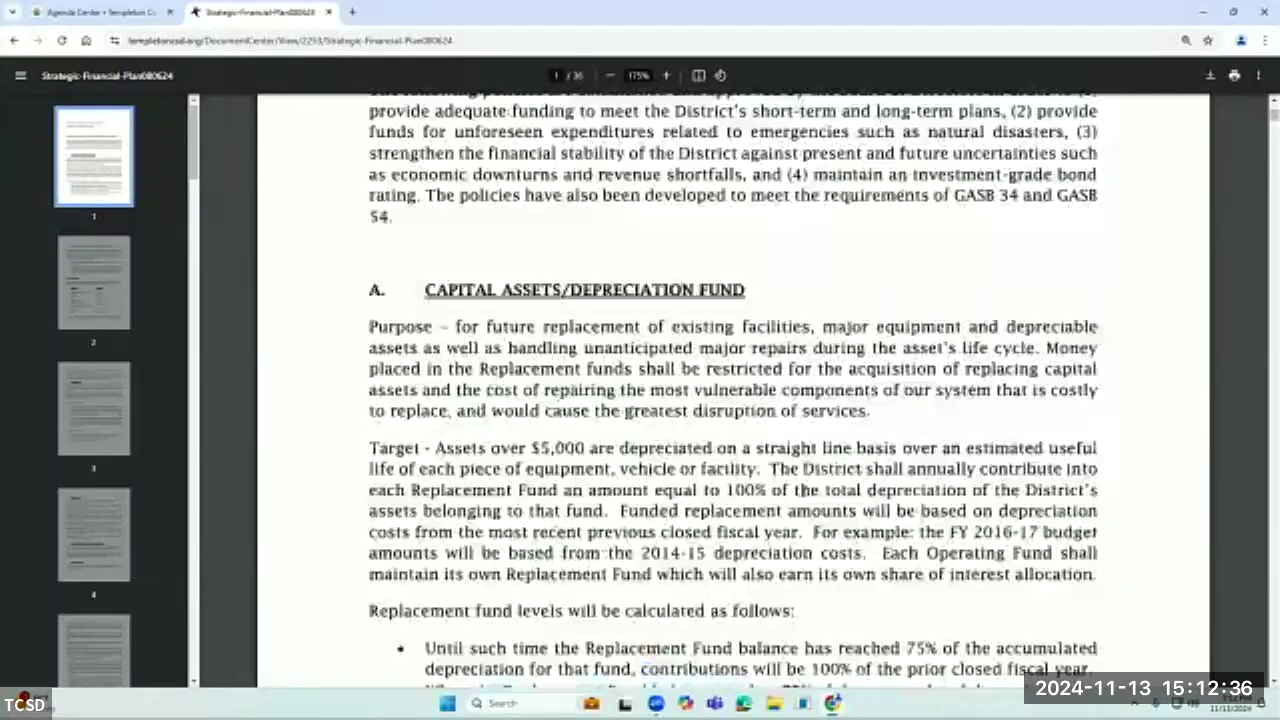 Agenda Center • Templeton C
Strategic-Financial-Plan080624
templetoncsd.org/DocumentCenter/View/2253/Strategic-Financial-Plan080624
Strategic-Financial-Plan080624
1 / 36
175%
provide adequate funding to meet the District's short-term and long-term plans, (2) provide
funds for unforeseen expenditures related to emergencies such as natural disasters, (3)
strengthen the financial stability of the District against present and future uncertainties such
as economic downturns and revenue shortfalls, and (4) maintain an investment-grade bond
rating. The policies have also been developed to meet the requirements of GASB 34 and GASB
54.
A. CAPITAL ASSETS/DEPRECIATION FUND
Purpose – for future replacement of existing facilities, major equipment and depreciable
assets as well as handling unanticipated major repairs during the asset's life cycle. Money
placed in the Replacement funds shall be restricted for the acquisition of replacing capital
assets and the cost of repairing the most vulnerable components of our system that is costly
to replace, and would cause the greatest disruption of services.
Target - Assets over $5,000 are depreciated on a straight line basis over an estimated useful
life of each piece of equipment, vehicle or facility. The District shall annually contribute into
each Replacement Fund an amount equal to 100% of the total depreciation of the District's
assets belonging to that fund. Funded replacement amounts will be based on depreciation
costs from the most recent previous closed fiscal year. For example: the FY 2016-17 budget
amounts will be based from the 2014-15 depreciation costs. Each Operating Fund shall
maintain its own Replacement Fund which will also earn its own share of interest allocation.
Replacement fund levels will be calculated as follows:
• Until such time the Replacement Fund balance has reached 75% of the accumulated
depreciation for that fund, contributions will be 100% of the prior closed fiscal year.
1
2
3
4
TCSD
Search
2024-11-13 15:12:36
11/13/2024